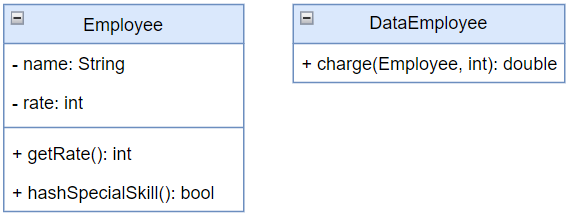 Employee
- name: String
- rate: int
+ getRate(): int
+ hashSpecialSkill(): bool
DataEmployee
+ charge(Employee, int): double